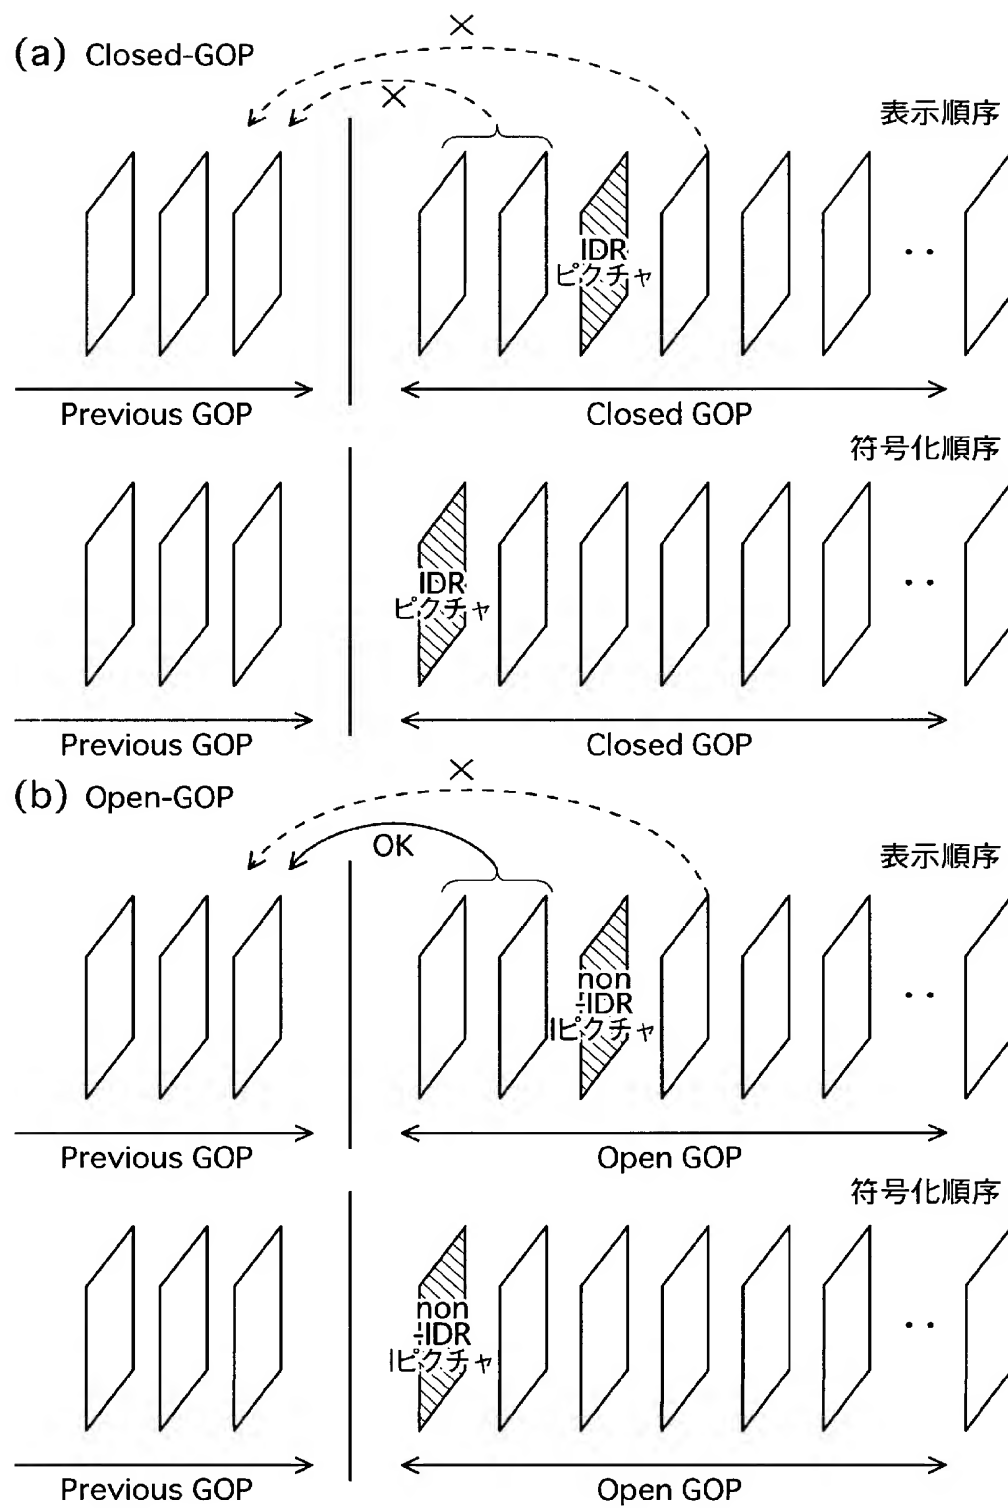 ×
(a) Closed-GOP
×
表示順序
IDR
ピクチャ
Previous GOP
Closed GOP
符号化順序
IDR
ピクチャ
Previous GOP
Closed GOP
×
(b) Open-GOP
OK
表示順序
non
-IDR
Iピクチャ
Previous GOP
Open GOP
符号化順序
non
-IDR
Iピクチャ
Previous GOP
Open GOP